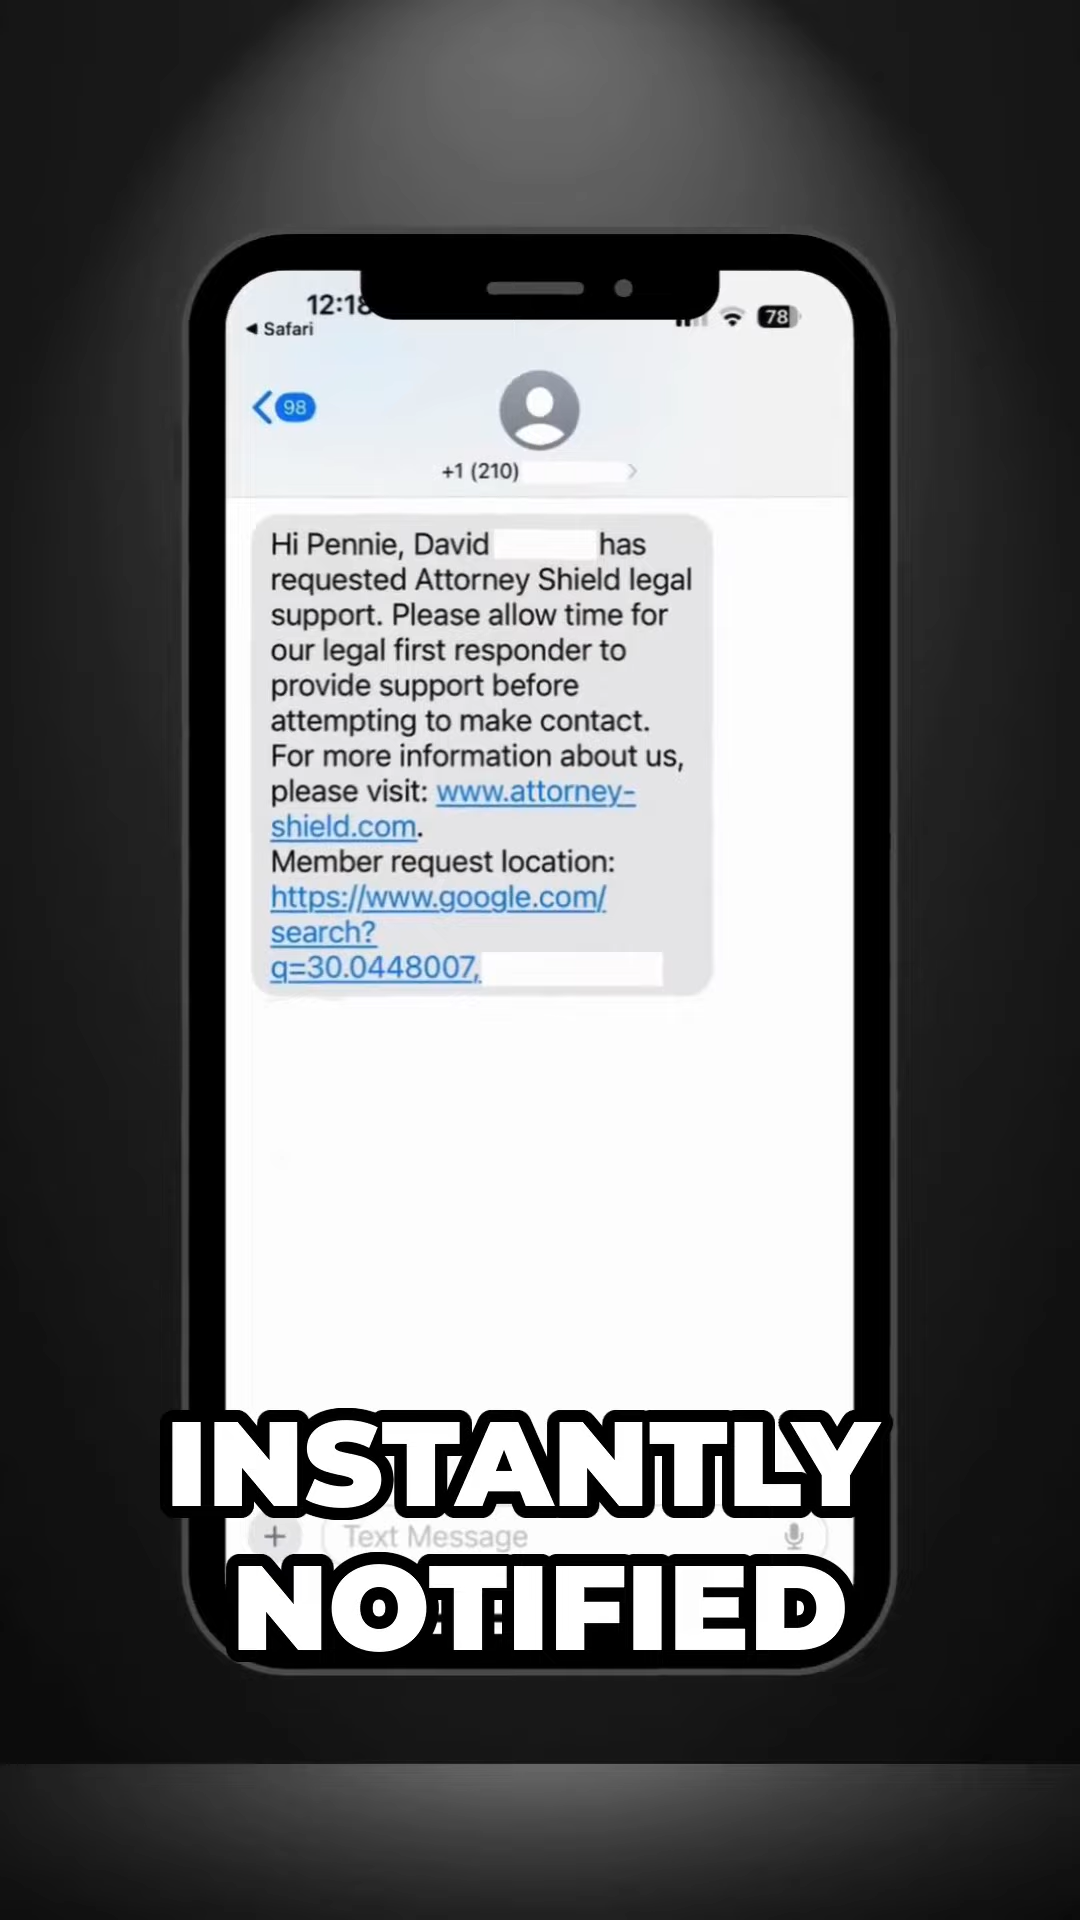 12:18
78
◀ Safari
98
+1 (210)
Hi Pennie, David has
requested Attorney Shield legal
support. Please allow time for
our legal first responder to
provide support before
attempting to make contact.
For more information about us,
please visit: www.attorney-
shield.com.
Member request location:
https://www.google.com/
search?
q=30.0448007,
INSTANTLY
Text Message
NOTIFIED